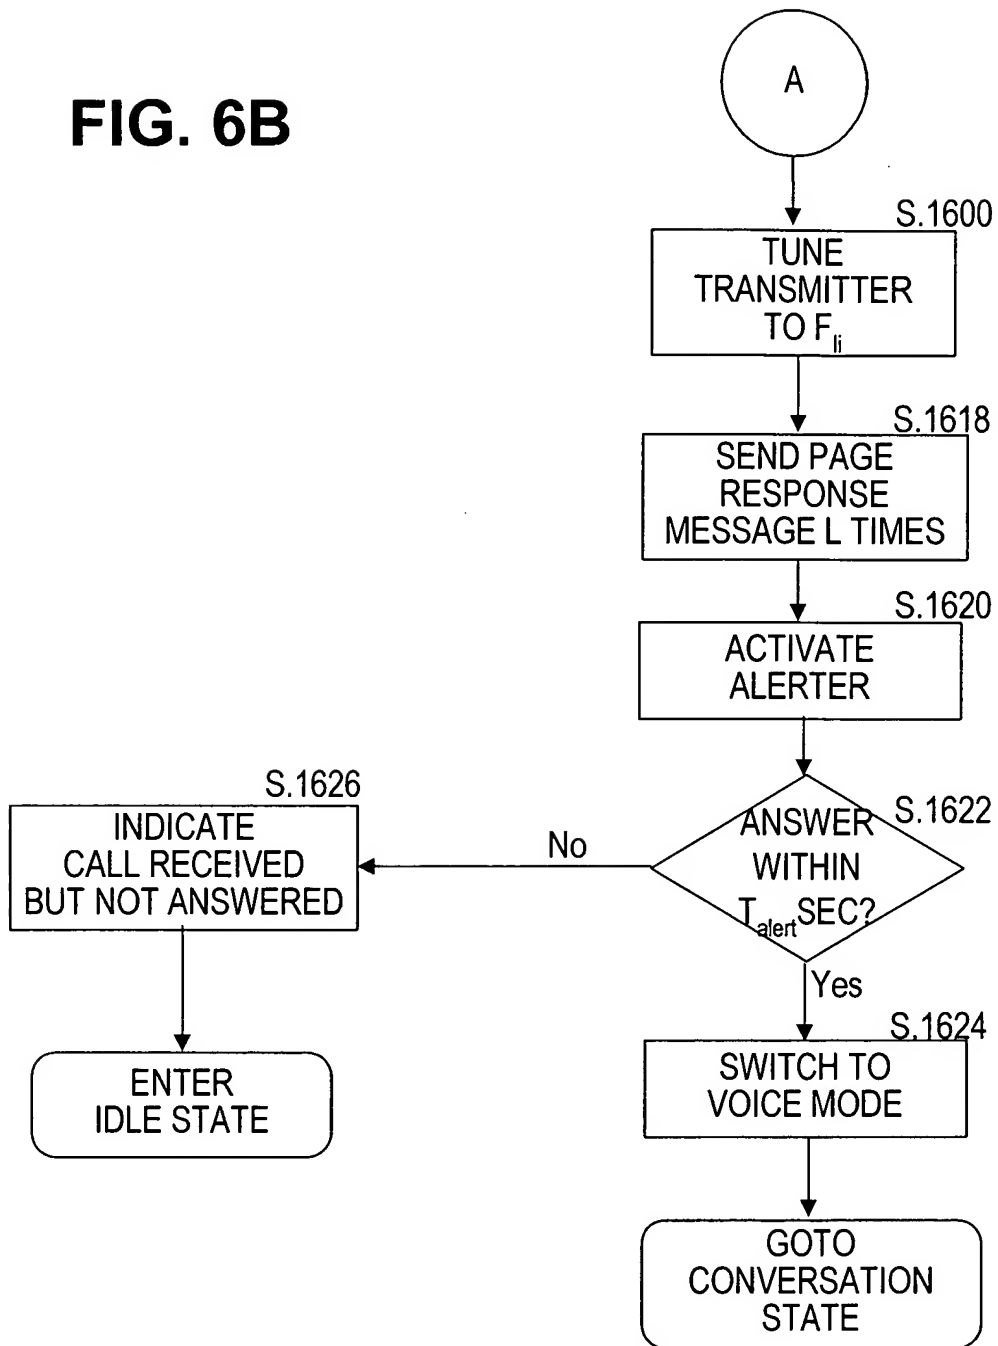 FIG. 6B
A
S.1600
TUNE
TRANSMITTER
TO Fli
S.1618
SEND PAGE
RESPONSE
MESSAGE L TIMES
S.1620
ACTIVATE
ALERTER
S.1622
ANSWER
WITHIN
Talert SEC?
No
S.1626
INDICATE
CALL RECEIVED
BUT NOT ANSWERED
ENTER
IDLE STATE
Yes
S.1624
SWITCH TO
VOICE MODE
GOTO
CONVERSATION
STATE